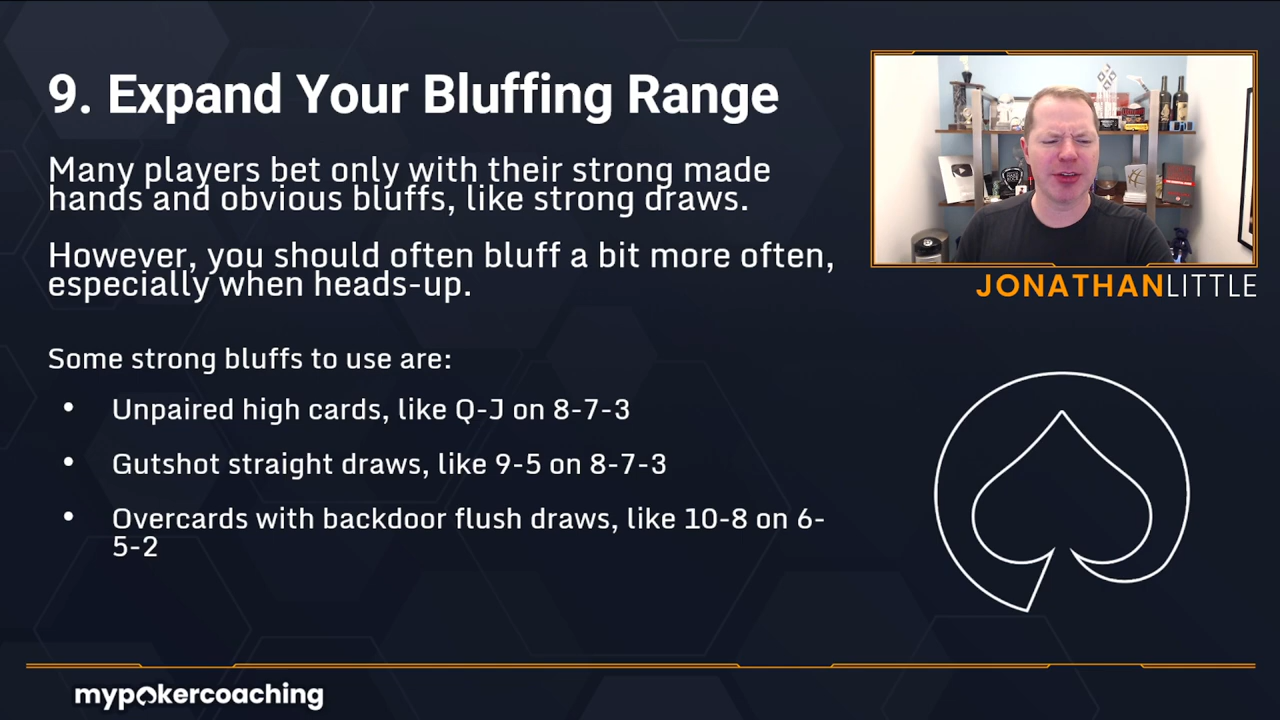 9. Expand Your Bluffing Range
Many players bet only with their strong made
hands and obvious bluffs, like strong draws.
However, you should often bluff a bit more often,
especially when heads-up.
Some strong bluffs to use are:
• Unpaired high cards, like Q-J on 8-7-3
• Gutshot straight draws, like 9-5 on 8-7-3
• Overcards with backdoor flush draws, like 10-8 on 6-
5-2
JONATHANLITTLE
mypokercoaching